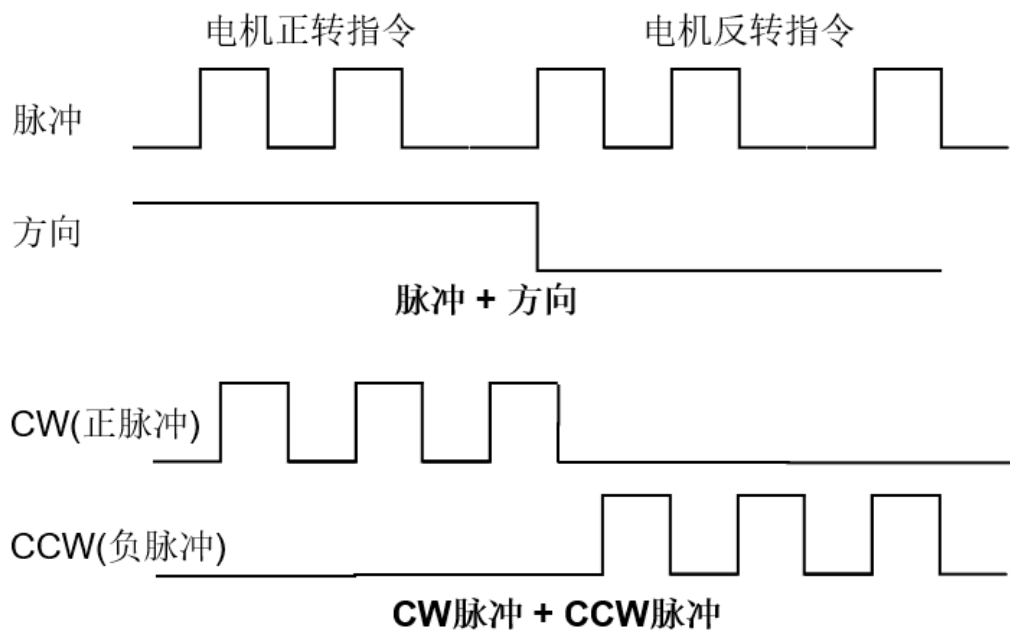 电机正转指令
电机反转指令
脉冲
方向
脉冲 + 方向
CW(正脉冲)
CCW(负脉冲)
CW脉冲 + CCW脉冲